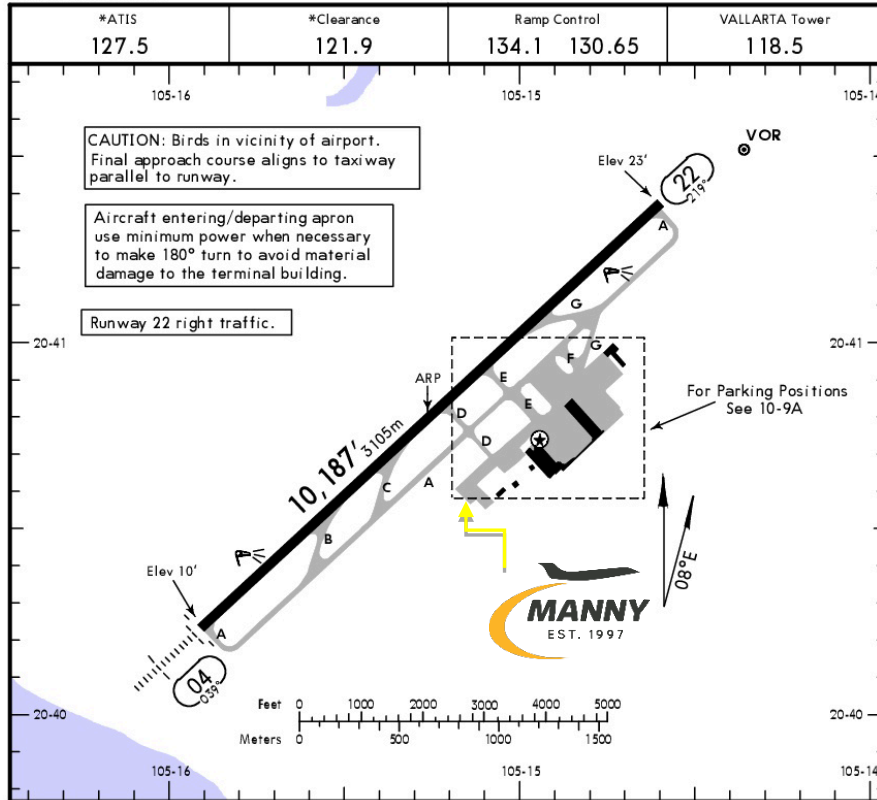 *ATIS
127.5
*Clearance
121.9
Ramp Control
134.1 130.65
VALLARTA Tower
118.5
105-16
105-15
105-14
CAUTION: Birds in vicinity of airport.
Final approach course aligns to taxiway
parallel to runway.
VOR
Elev 23'
22
219°
A
Aircraft entering/departing apron
use minimum power when necessary
to make 180° turn to avoid material
damage to the terminal building.
Runway 22 right traffic.
G
20-41
G
20-41
F
ARP
E
E
For Parking Positions
See 10-9A
D
D
10,187'
3105m
C
A
B
08°E
Elev 10'
MANNY
EST. 1997
A
04
039°
Feet 0 1000 2000 3000 4000 5000
Meters 0 500 1000 1500
20-40
20-40
105-16
105-15
105-14